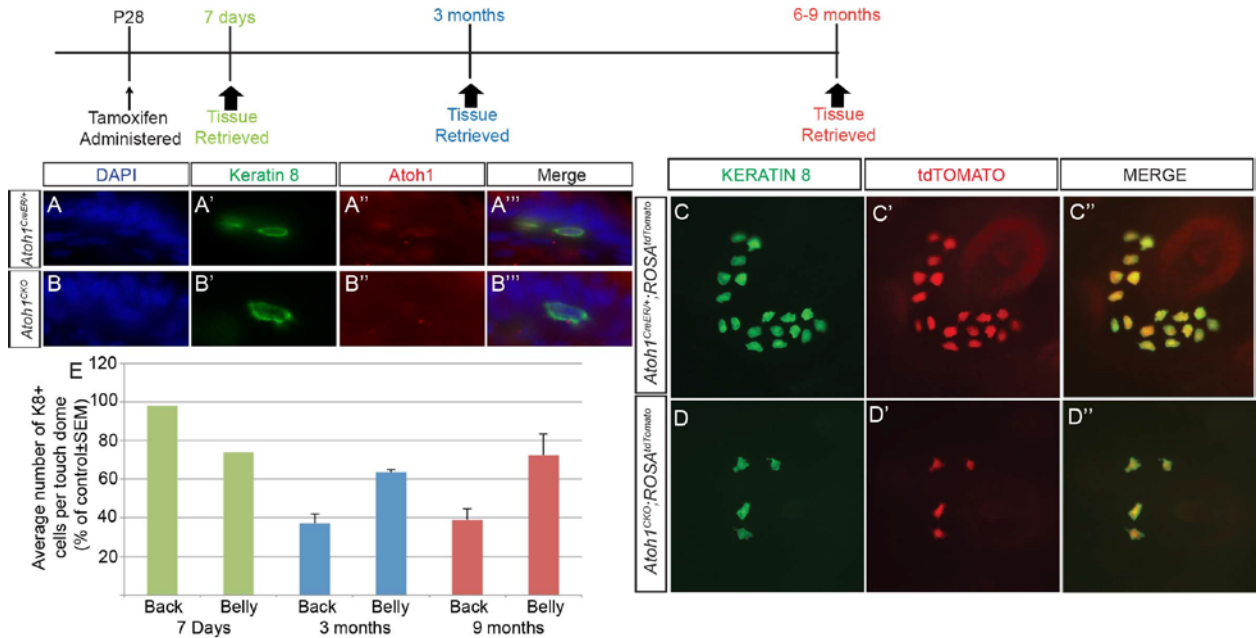 P28
7 days
3 months
6-9 months
Tamoxifen
Administered
Tissue
Retrieved
Tissue
Retrieved
Tissue
Retrieved
DAPI
Keratin 8
Atoh1
Merge
Atoh1CreER/+
A
A'
A''
A'''
Atoh1CKO
B
B'
B''
B'''
KERATIN 8
tdTOMATO
MERGE
Atoh1CreER/+;ROSAtdTomato
C
C'
C''
Atoh1CKO;ROSAtdTomato
D
D'
D''
E
Average number of K8+
cells per touch dome
(% of control±SEM)
120
100
80
60
40
20
Back
Belly
Back
Belly
Back
Belly
7 Days
3 months
9 months